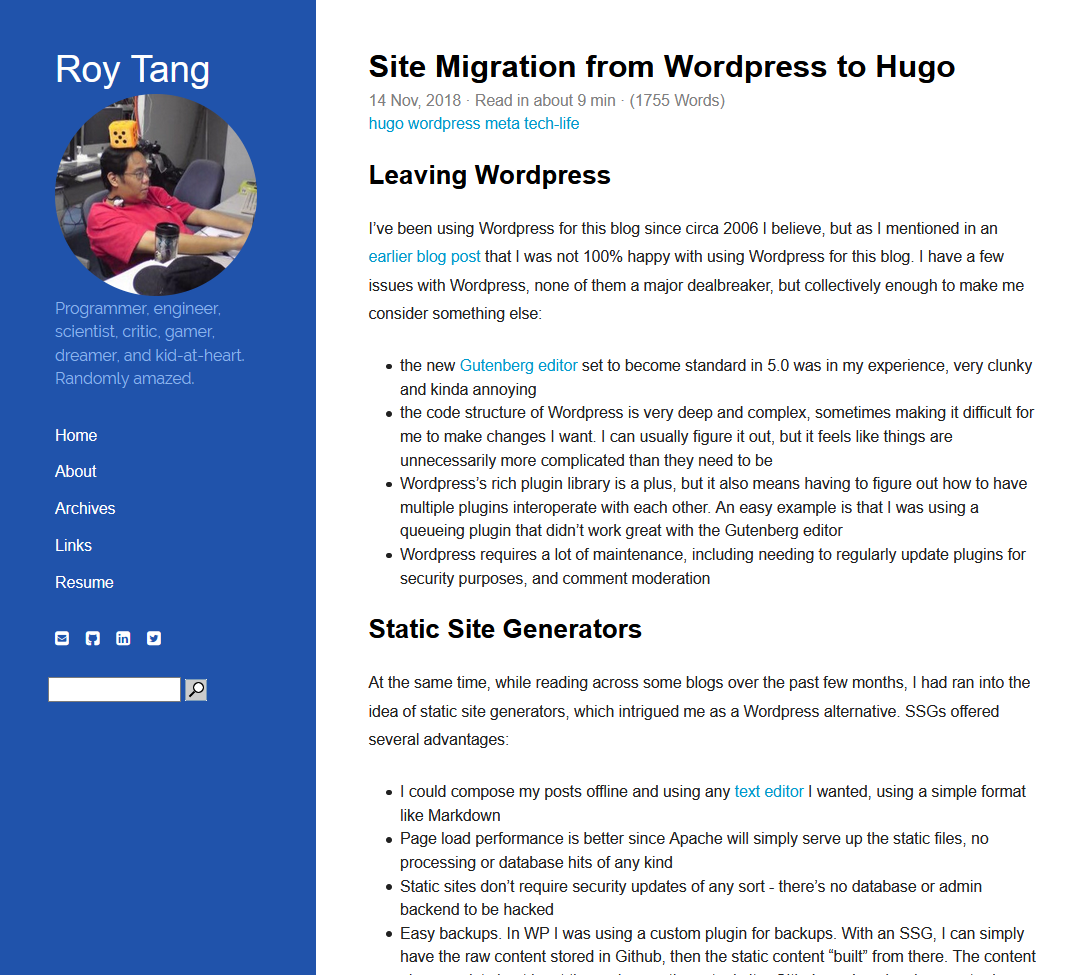 Roy Tang
Programmer, engineer,
scientist, critic, gamer,
dreamer, and kid-at-heart.
Randomly amazed.
Home
About
Archives
Links
Resume
Site Migration from Wordpress to Hugo
14 Nov, 2018 · Read in about 9 min · (1755 Words)
hugo wordpress meta tech-life
Leaving Wordpress
I’ve been using Wordpress for this blog since circa 2006 I believe, but as I mentioned in an
earlier blog post that I was not 100% happy with using Wordpress for this blog. I have a few
issues with Wordpress, none of them a major dealbreaker, but collectively enough to make me
consider something else:
• the new Gutenberg editor set to become standard in 5.0 was in my experience, very clunky
and kinda annoying
• the code structure of Wordpress is very deep and complex, sometimes making it difficult for
me to make changes I want. I can usually figure it out, but it feels like things are
unnecessarily more complicated than they need to be
• Wordpress’s rich plugin library is a plus, but it also means having to figure out how to have
multiple plugins interoperate with each other. An easy example is that I was using a
queueing plugin that didn’t work great with the Gutenberg editor
• Wordpress requires a lot of maintenance, including needing to regularly update plugins for
security purposes, and comment moderation
Static Site Generators
At the same time, while reading across some blogs over the past few months, I had ran into the
idea of static site generators, which intrigued me as a Wordpress alternative. SSGs offered
several advantages:
• I could compose my posts offline and using any text editor I wanted, using a simple format
like Markdown
• Page load performance is better since Apache will simply serve up the static files, no
processing or database hits of any kind
• Static sites don’t require security updates of any sort - there’s no database or admin
backend to be hacked
• Easy backups. In WP I was using a custom plugin for backups. With an SSG, I can simply
have the raw content stored in Github, then the static content “built” from there. The content